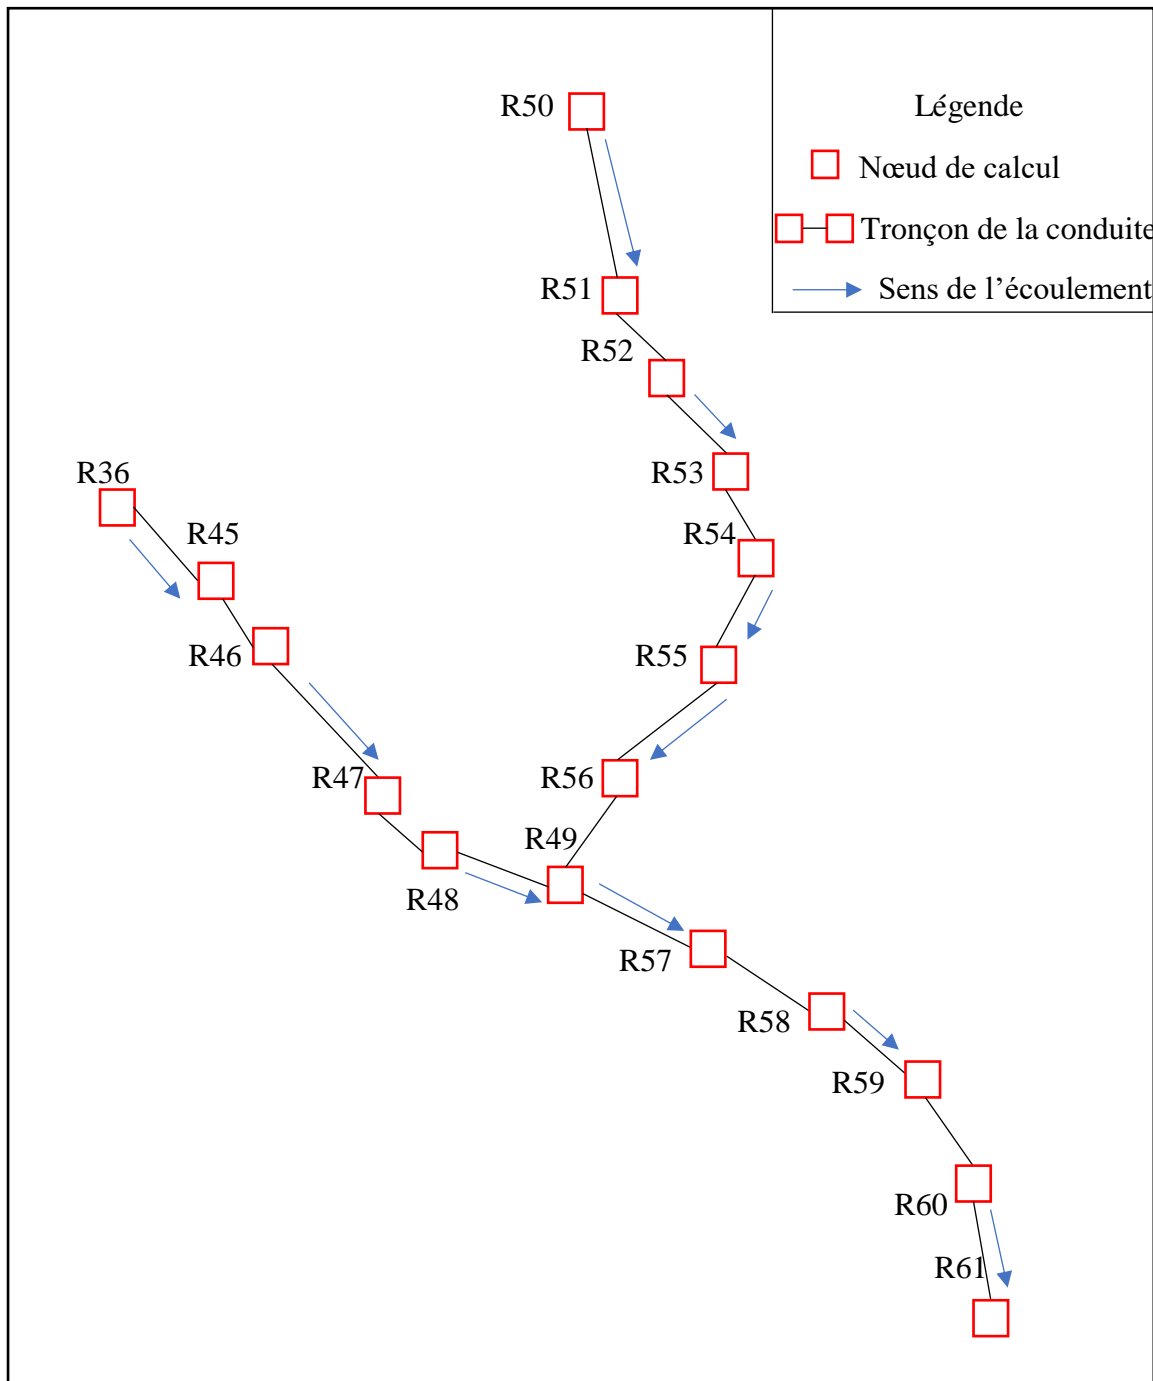 R50
Légende
Nœud de calcul
Tronçon de la conduite
Sens de l’écoulement
R51
R52
R53
R36
R45
R54
R46
R55
R47
R56
R49
R48
R57
R58
R59
R60
R61